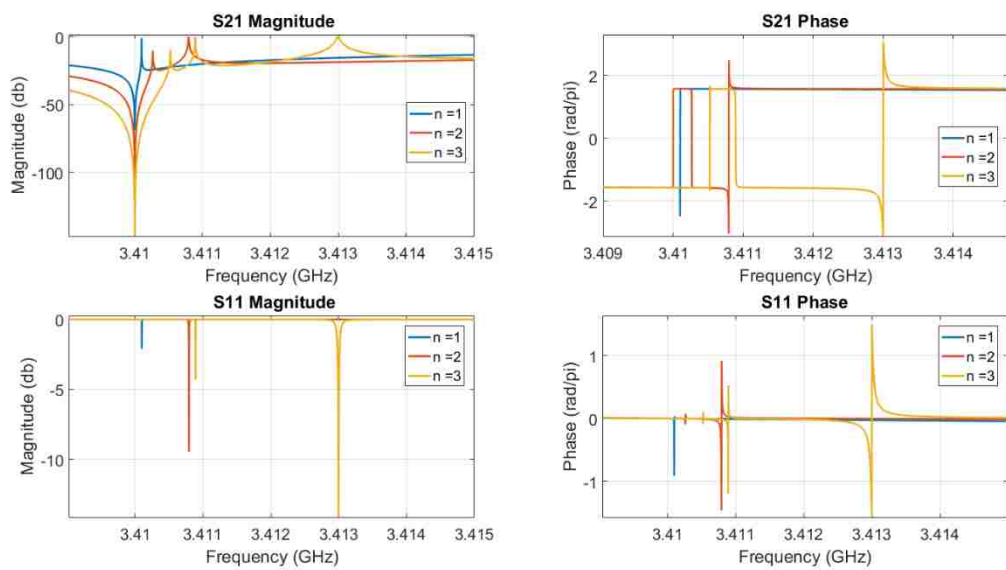 S21 Magnitude
0
-50
-100
Magnitude (db)
n =1
n =2
n =3
3.41 3.411 3.412 3.413 3.414 3.415
Frequency (GHz)
S21 Phase
2
0
-2
Phase (rad/pi)
n =1
n =2
n =3
3.409 3.41 3.411 3.412 3.413 3.414
Frequency (GHz)
S11 Magnitude
0
-5
-10
Magnitude (db)
n =1
n =2
n =3
3.41 3.411 3.412 3.413 3.414 3.415
Frequency (GHz)
S11 Phase
1
0
-1
Phase (rad/pi)
n =1
n =2
n =3
3.41 3.411 3.412 3.413 3.414
Frequency (GHz)